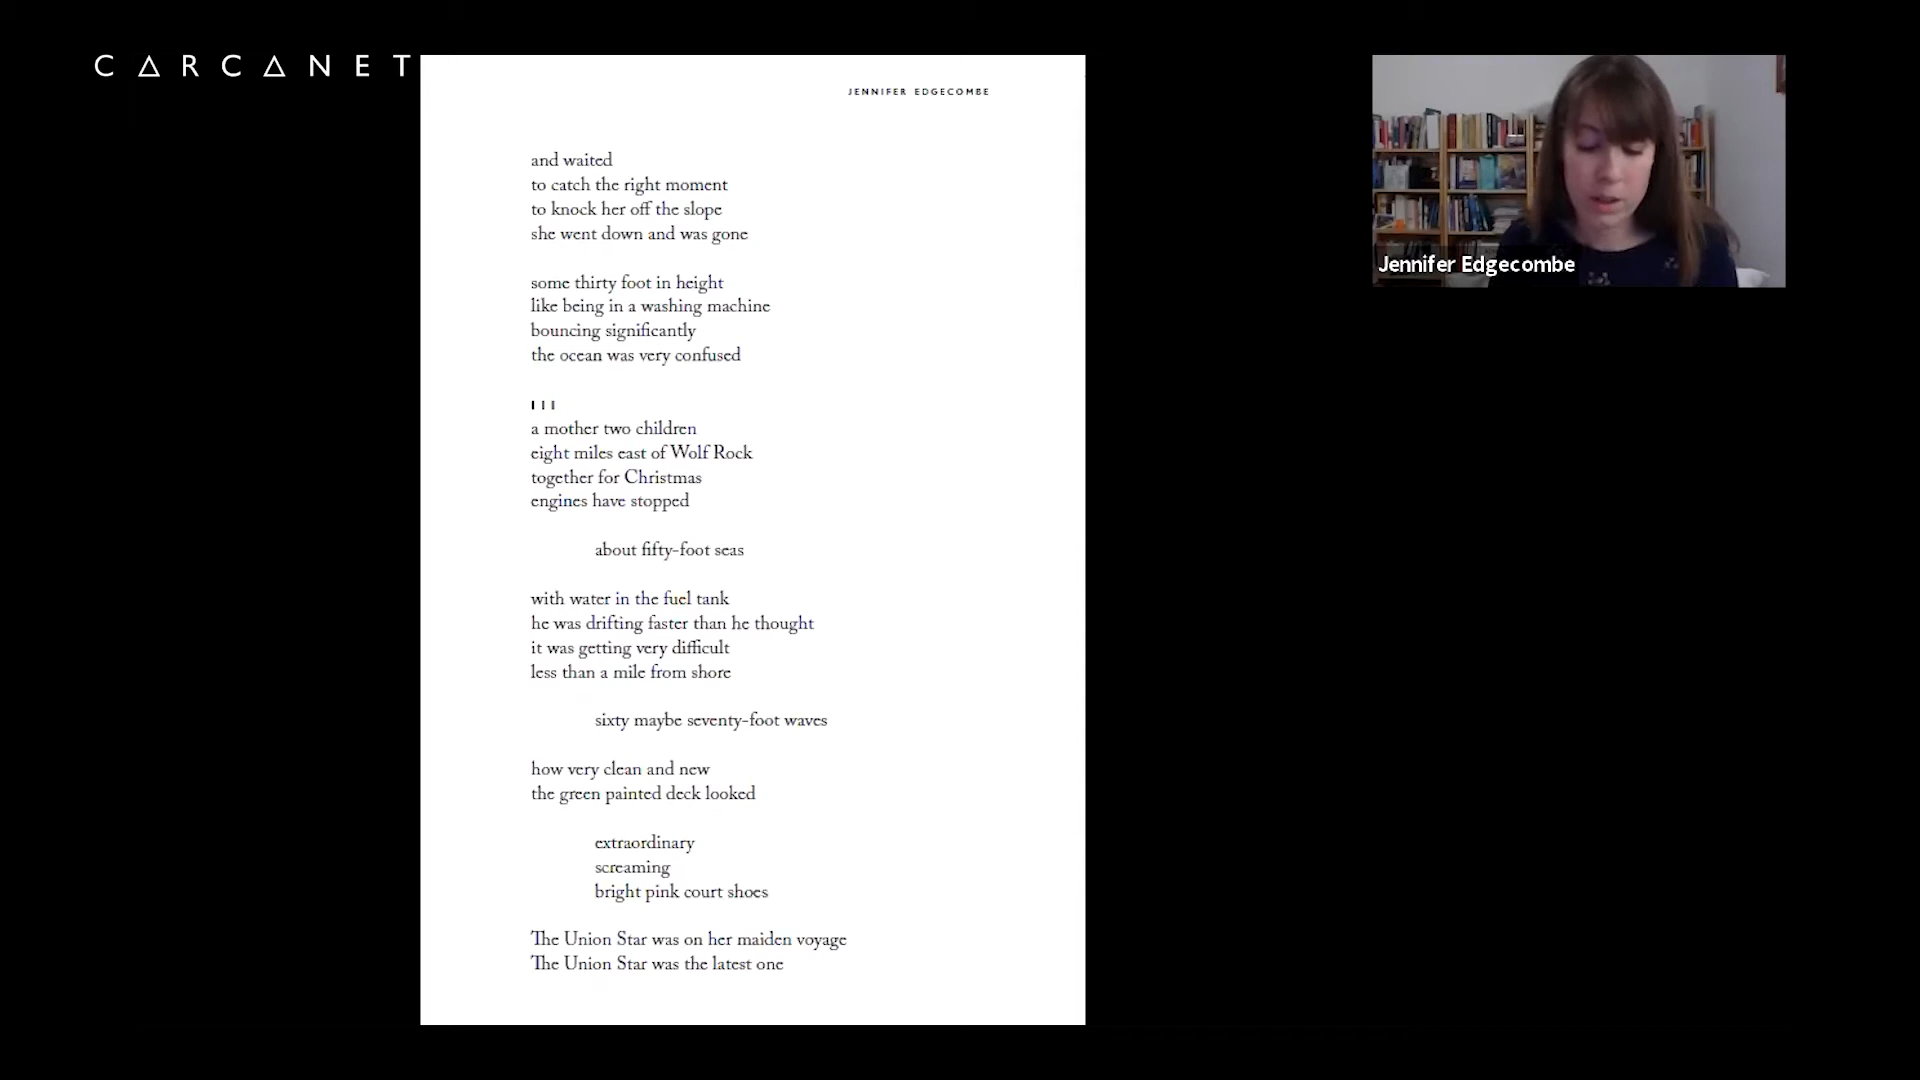 CARCANET
JENNIFER EDGECOMBE
and waited
to catch the right moment
to knock her off the slope
she went down and was gone
some thirty foot in height
like being in a washing machine
bouncing significantly
the ocean was very confused
III
a mother two children
eight miles east of Wolf Rock
together for Christmas
engines have stopped
about fifty-foot seas
with water in the fuel tank
he was drifting faster than he thought
it was getting very difficult
less than a mile from shore
sixty maybe seventy-foot waves
how very clean and new
the green painted deck looked
extraordinary
screaming
bright pink court shoes
The Union Star was on her maiden voyage
The Union Star was the latest one
Jennifer Edgecombe